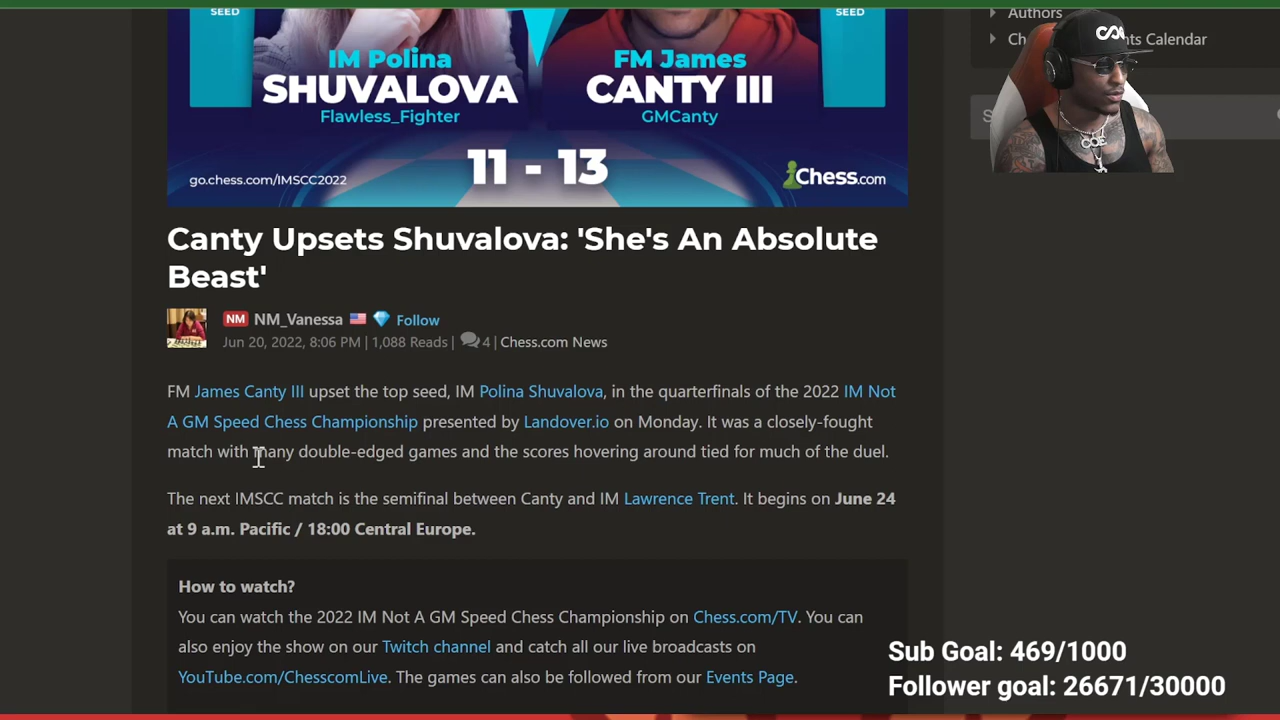 SEED
SEED
IM Polina
SHUVALOVA
Flawless_Fighter
FM James
CANTY III
GMCanty
11 - 13
go.chess.com/IMSCC2022
Chess.com
Authors
Calendar
Canty Upsets Shuvalova: 'She's An Absolute
Beast'
NM NM_Vanessa Follow
Jun 20, 2022, 8:06 PM | 1,088 Reads | 4 | Chess.com News
FM James Canty III upset the top seed, IM Polina Shuvalova, in the quarterfinals of the 2022 IM Not
A GM Speed Chess Championship presented by Landover.io on Monday. It was a closely-fought
match with many double-edged games and the scores hovering around tied for much of the duel.
The next IMSCC match is the semifinal between Canty and IM Lawrence Trent. It begins on June 24
at 9 a.m. Pacific / 18:00 Central Europe.
How to watch?
You can watch the 2022 IM Not A GM Speed Chess Championship on Chess.com/TV. You can
also enjoy the show on our Twitch channel and catch all our live broadcasts on
YouTube.com/ChesscomLive. The games can also be followed from our Events Page.
COE
Sub Goal: 469/1000
Follower goal: 26671/30000